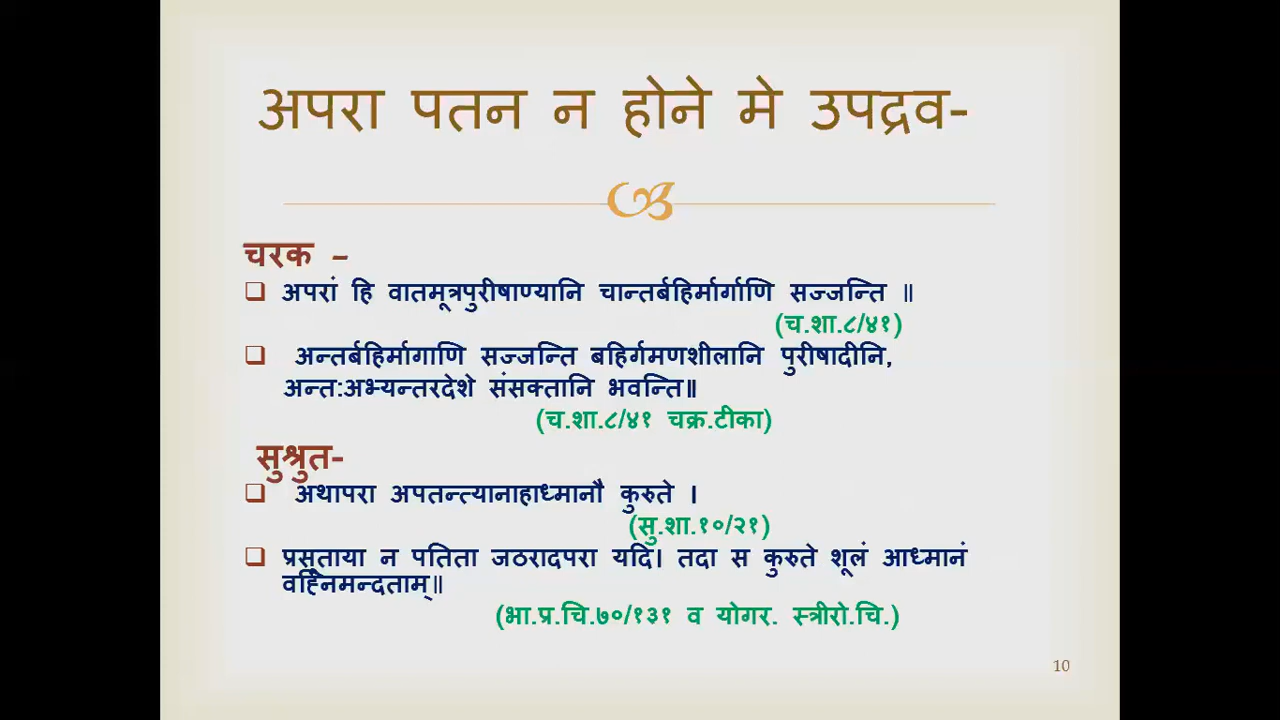 अपरा पतन न होने मे उपद्रव-
चरक –
अपरां हि वातमूत्रपुरीषाण्यानि चान्तर्बहिर्मार्गाणि सज्जन्ति ॥
(च.शा.८/४१)
अन्तर्बहिर्मार्गाणि सज्जन्ति बहिर्गमणशीलानि पुरीषादीनि,
अन्त:अभ्यन्तरदेशे संसक्तानि भवन्ति॥
(च.शा.८/४१ चक्र.टीका)
सुश्रुत-
अथापरा अपतन्त्यानाहाध्मानौ कुरुते ।
(सु.शा.१०/२१)
प्रसूताया न पतिता जठरादपरा यदि। तदा स कुरुते शूलं आध्मानं
वह्निमन्दताम्॥
(भा.प्र.चि.७०/१३१ व योगर. स्त्रीरो.चि.)
10